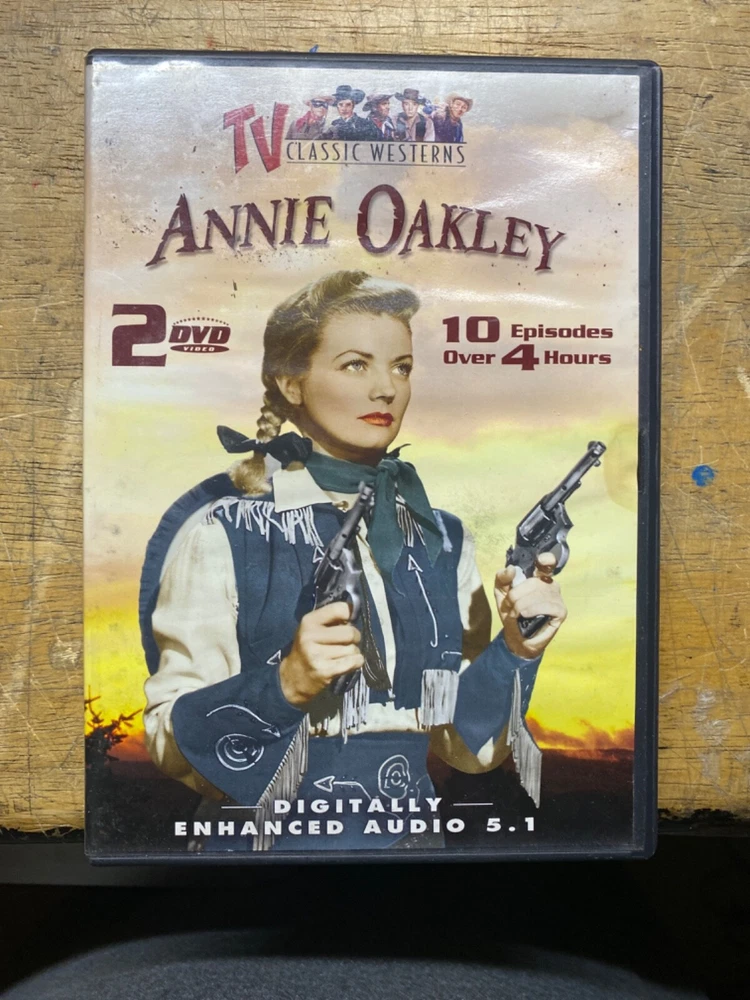 TV
CLASSIC WESTERNS
ANNIE OAKLEY
2 DVD
VIDEO
10 Episodes
Over 4 Hours
DIGITALLY
ENHANCED AUDIO 5.1